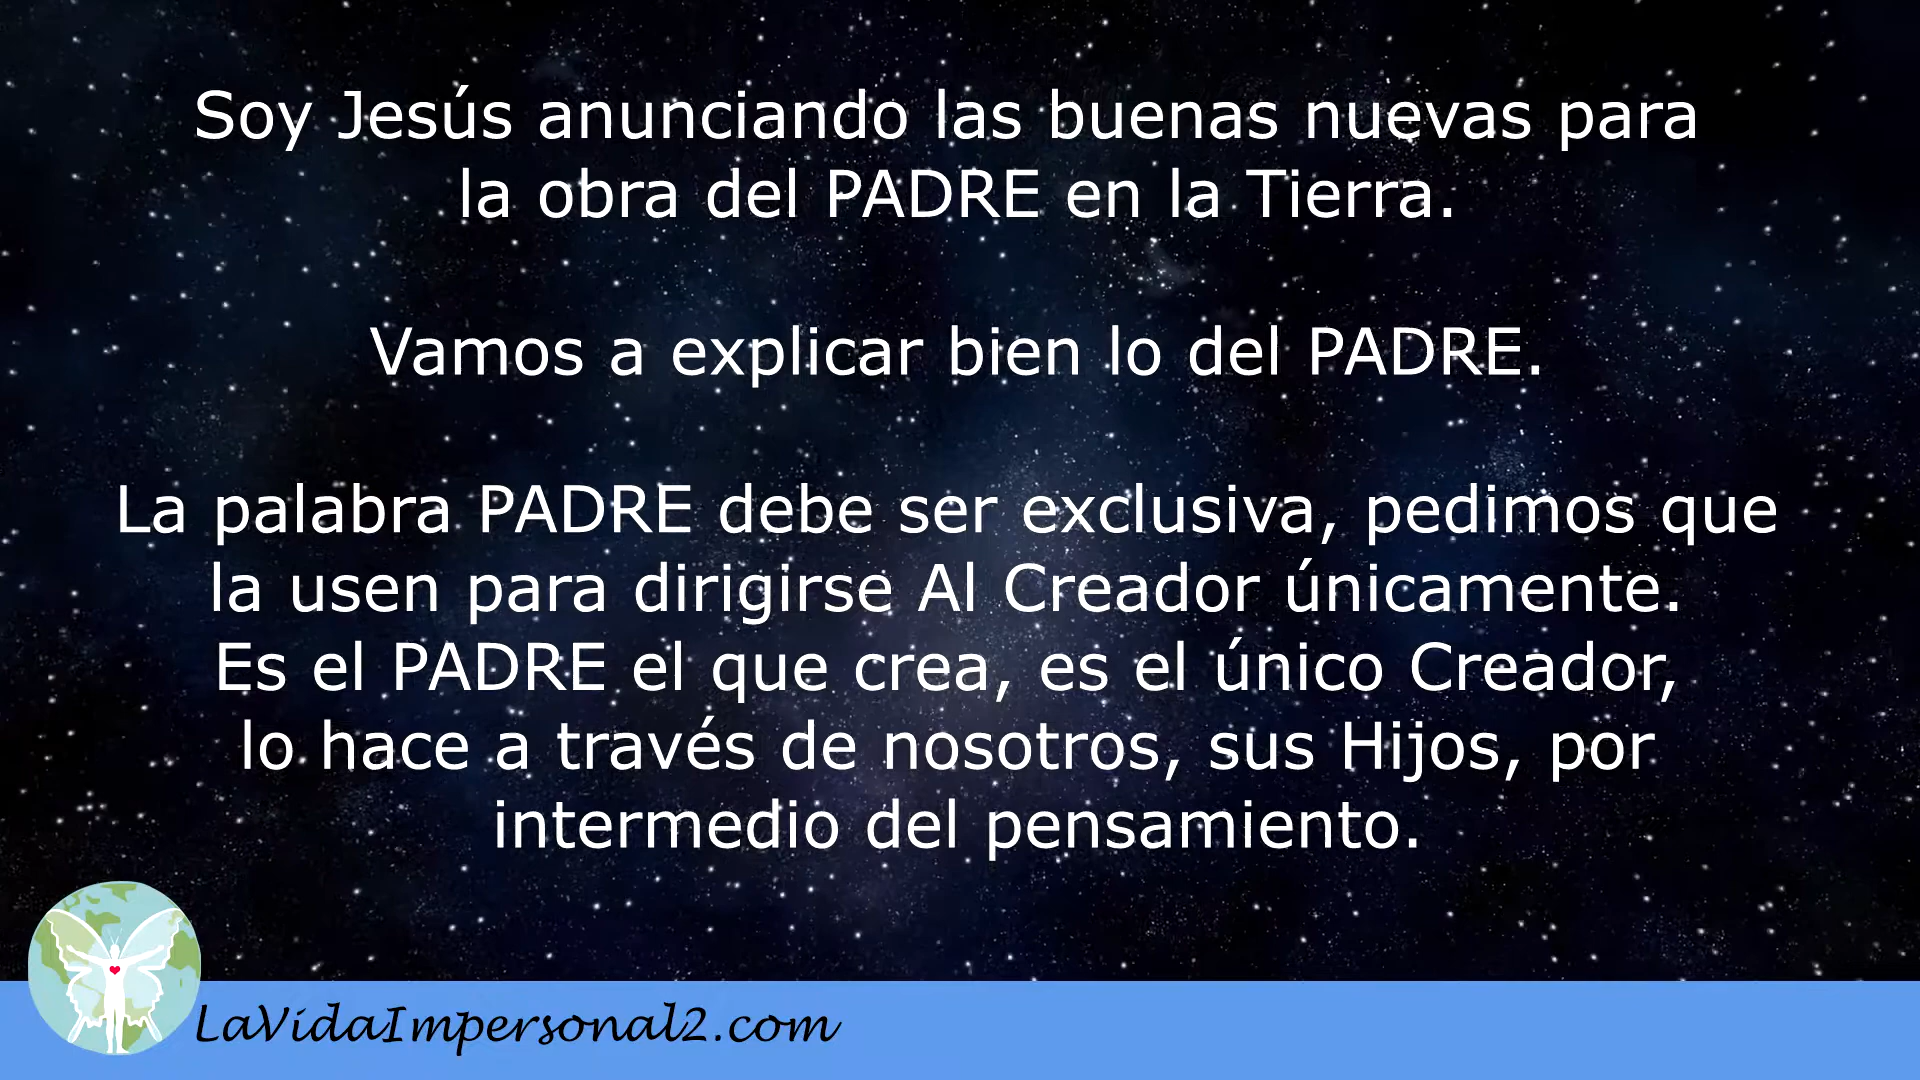 Soy Jesús anunciando las buenas nuevas para
la obra del PADRE en la Tierra.
Vamos a explicar bien lo del PADRE.
La palabra PADRE debe ser exclusiva, pedimos que
la usen para dirigirse Al Creador únicamente.
Es el PADRE el que crea, es el único Creador,
lo hace a través de nosotros, sus Hijos, por
intermedio del pensamiento.
LaVidaImpersonal2.com